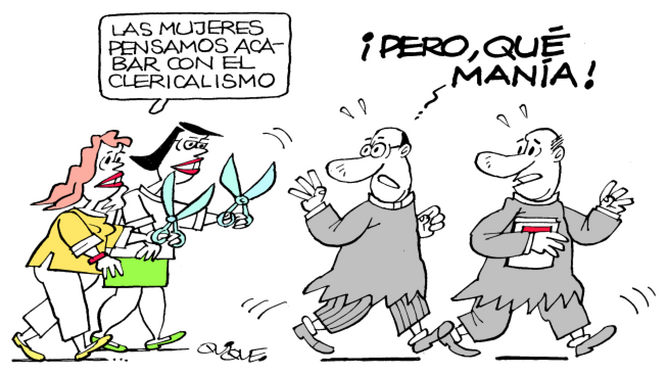 LAS MUJERES
PENSAMOS ACA-
BAR CON EL
CLERICALISMO
¡PERO, QUÉ
MANÍA!
QUIQUE.
...